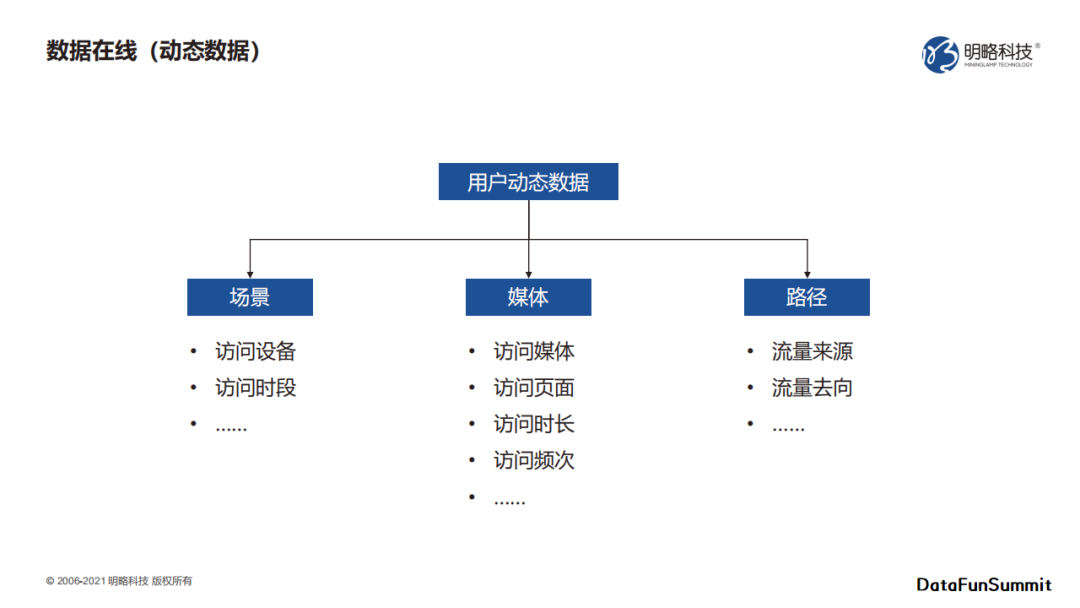 数据在线（动态数据）
明略科技®
MININGLAMP TECHNOLOGY
用户动态数据
场景
• 访问设备
• 访问时段
• ……
媒体
• 访问媒体
• 访问页面
• 访问时长
• 访问频次
• ……
路径
• 流量来源
• 流量去向
• ……
© 2006-2021 明略科技 版权所有
DataFunSummit